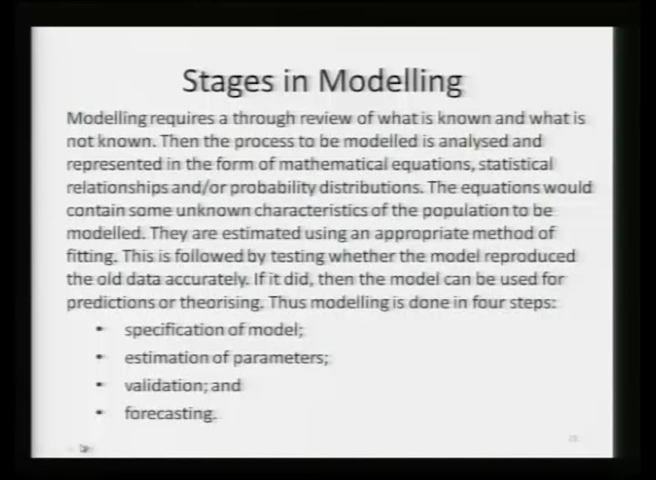 Stages in Modelling
Modelling requires a through review of what is known and what is
not known. Then the process to be modelled is analysed and
represented in the form of mathematical equations, statistical
relationships and/or probability distributions. The equations would
contain some unknown characteristics of the population to be
modelled. They are estimated using an appropriate method of
fitting. This is followed by testing whether the model reproduced
the old data accurately. If it did, then the model can be used for
predictions or theorising. Thus modelling is done in four steps:
• specification of model;
• estimation of parameters;
• validation; and
• forecasting.